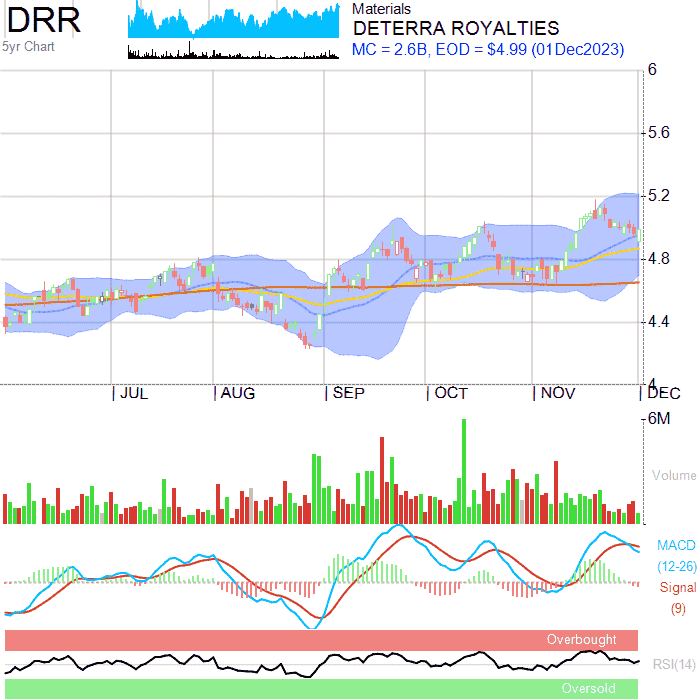 DRR
5yr Chart
Materials
DETERRA ROYALTIES
MC = 2.6B, EOD = $4.99 (01Dec2023)
6
5.6
5.2
4.8
4.4
4
JUL
AUG
SEP
OCT
NOV
DEC
6M
Volume
MACD
(12-26)
Signal
(9)
Overbought
RSI(14)
Oversold